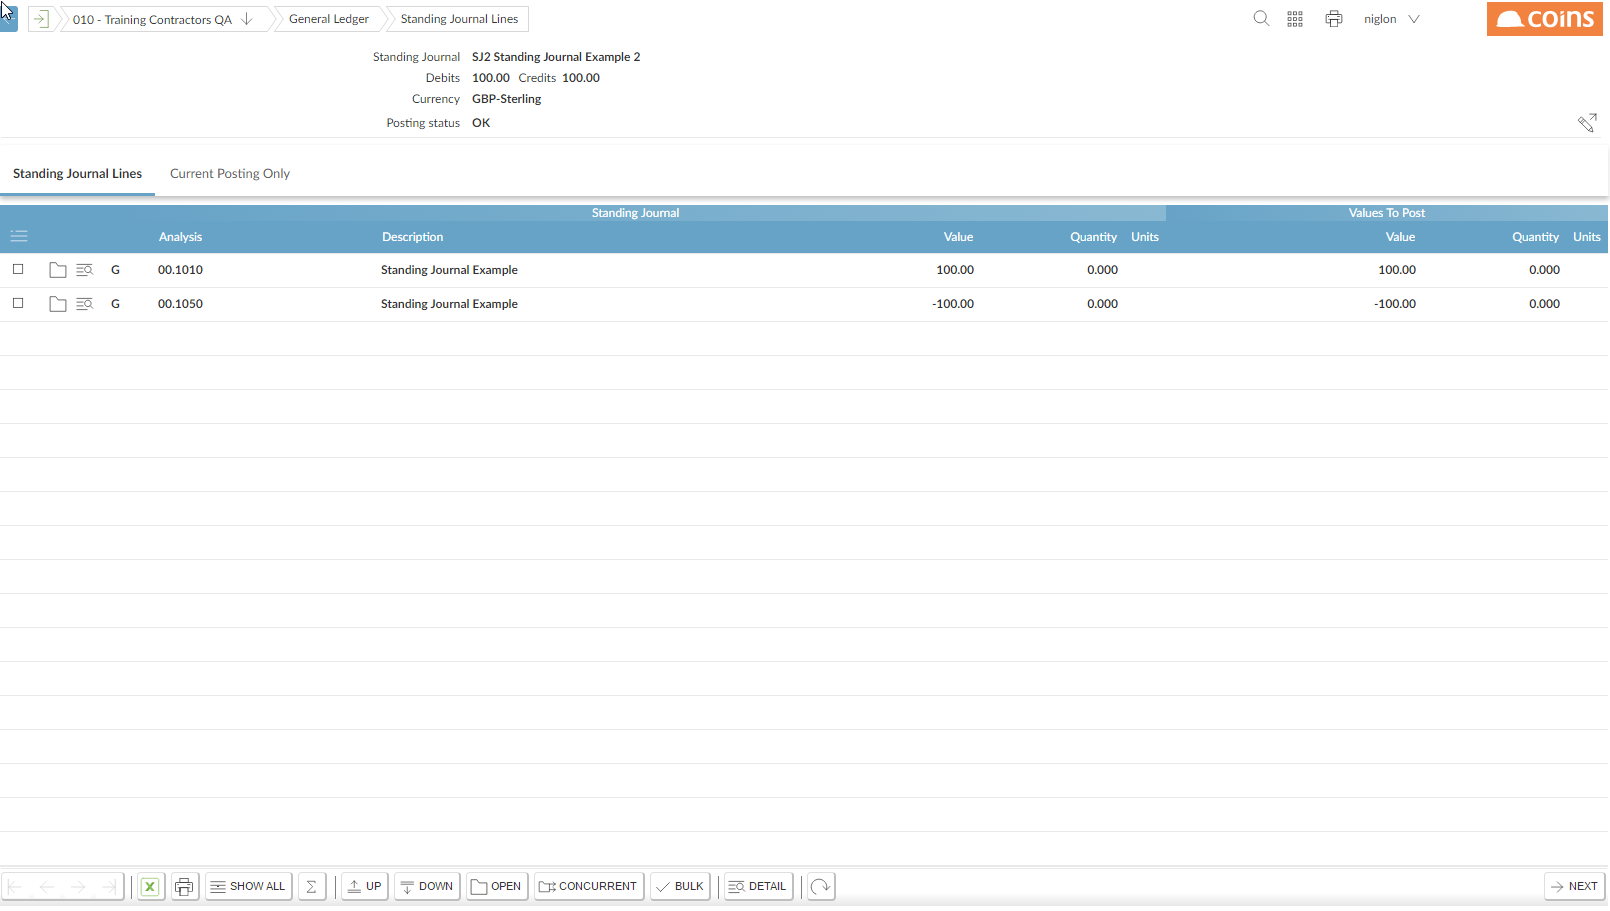 010 - Training Contractors QA General Ledger Standing Journal Lines niglon coins
Standing Journal SJ2 Standing Journal Example 2
Debits 100.00 Credits 100.00
Currency GBP-Sterling
Posting status OK
Standing Journal Lines Current Posting Only
Standing Journal Values To Post
Analysis Description Value Quantity Units Value Quantity Units
G 00.1010 Standing Journal Example 100.00 0.000 100.00 0.000
G 00.1050 Standing Journal Example -100.00 0.000 -100.00 0.000
X SHOW ALL Σ UP DOWN OPEN CONCURRENT BULK DETAIL NEXT